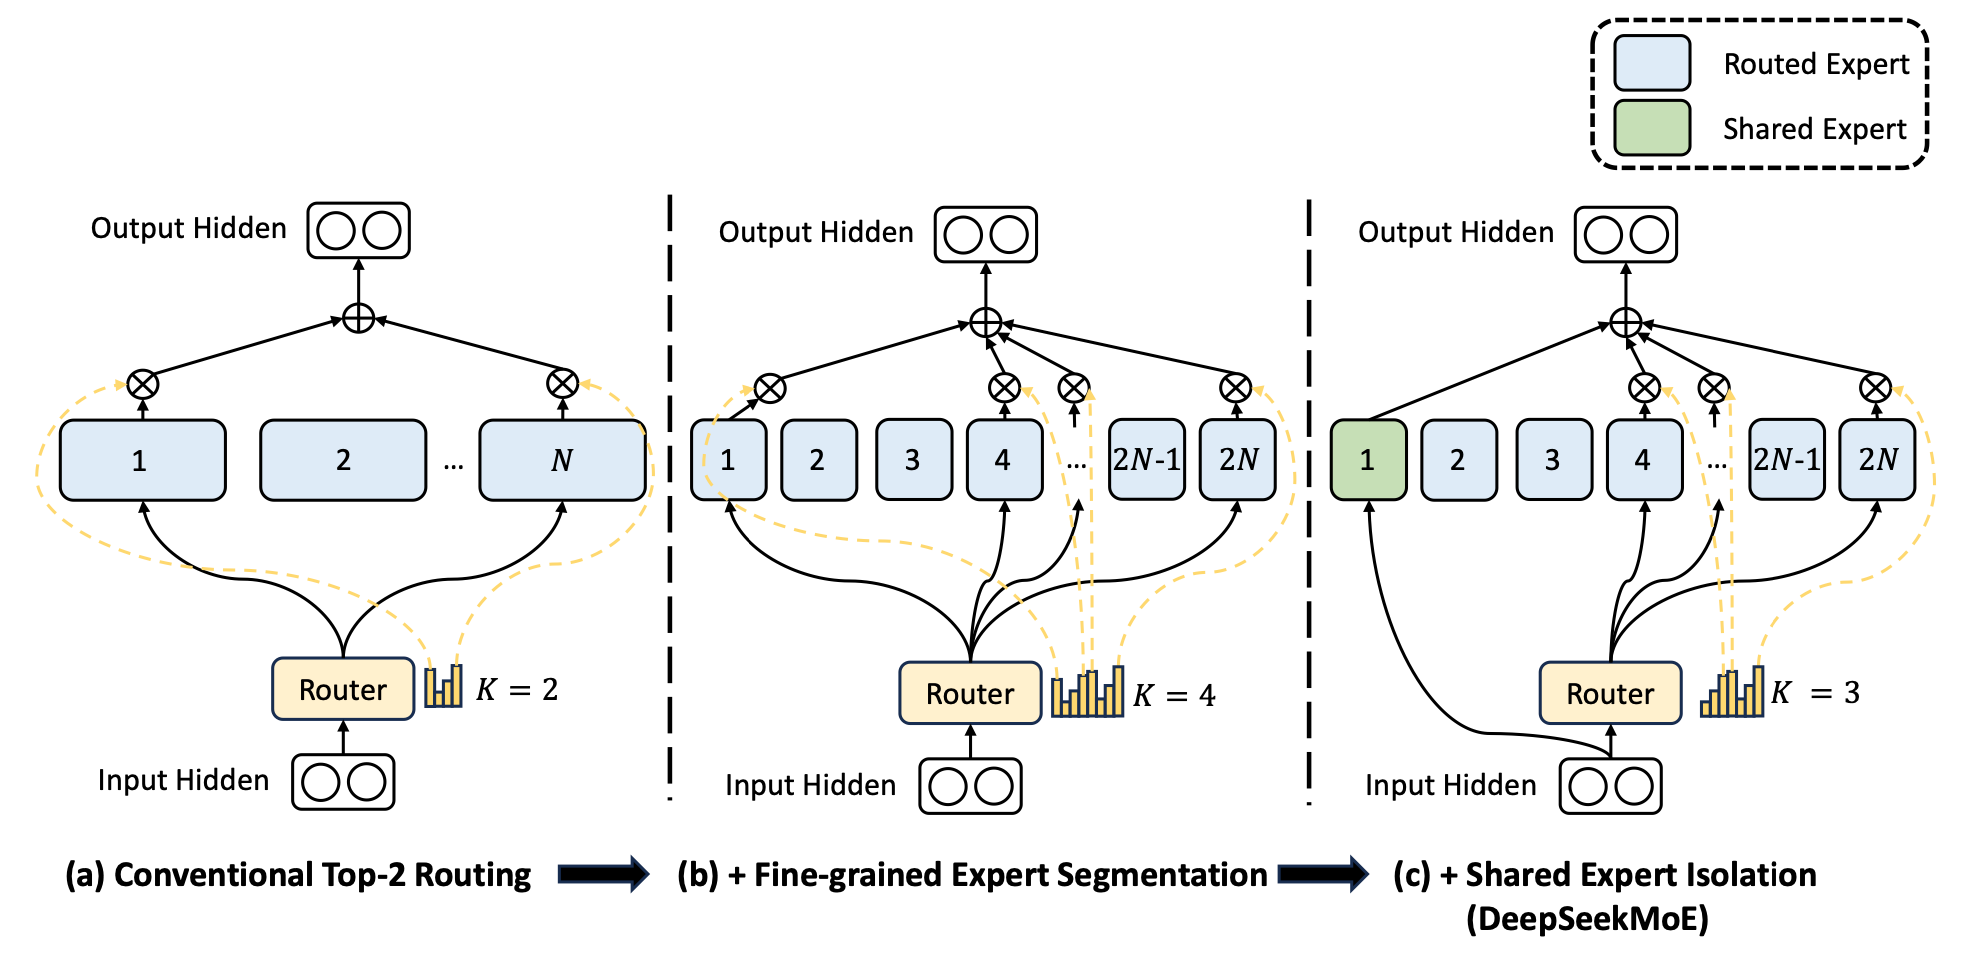 Routed Expert
Shared Expert
Output Hidden
1
2
...
N
Router
K = 2
Input Hidden
(a) Conventional Top-2 Routing
Output Hidden
1
2
3
4
...
2N-1
2N
Router
K = 4
Input Hidden
(b) + Fine-grained Expert Segmentation
Output Hidden
1
2
3
4
...
2N-1
2N
Router
K = 3
Input Hidden
(c) + Shared Expert Isolation
(DeepSeekMoE)